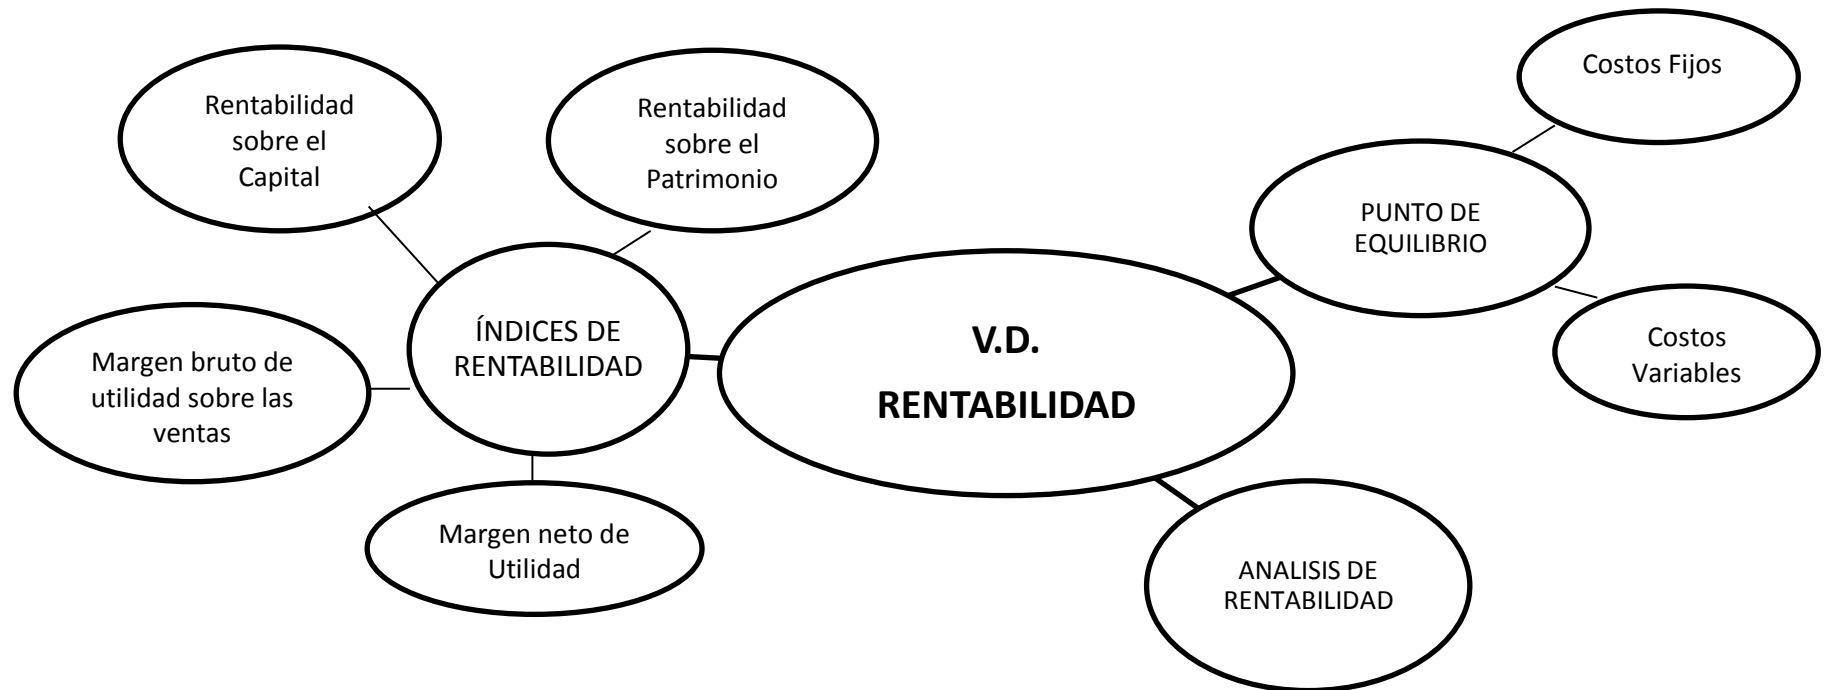 Rentabilidad
sobre el
Capital
Rentabilidad
sobre el
Patrimonio
Costos Fijos
PUNTO DE
EQUILIBRIO
ÍNDICES DE
RENTABILIDAD
V.D.
RENTABILIDAD
Costos
Variables
Margen bruto de
utilidad sobre las
ventas
Margen neto de
Utilidad
ANALISIS DE
RENTABILIDAD